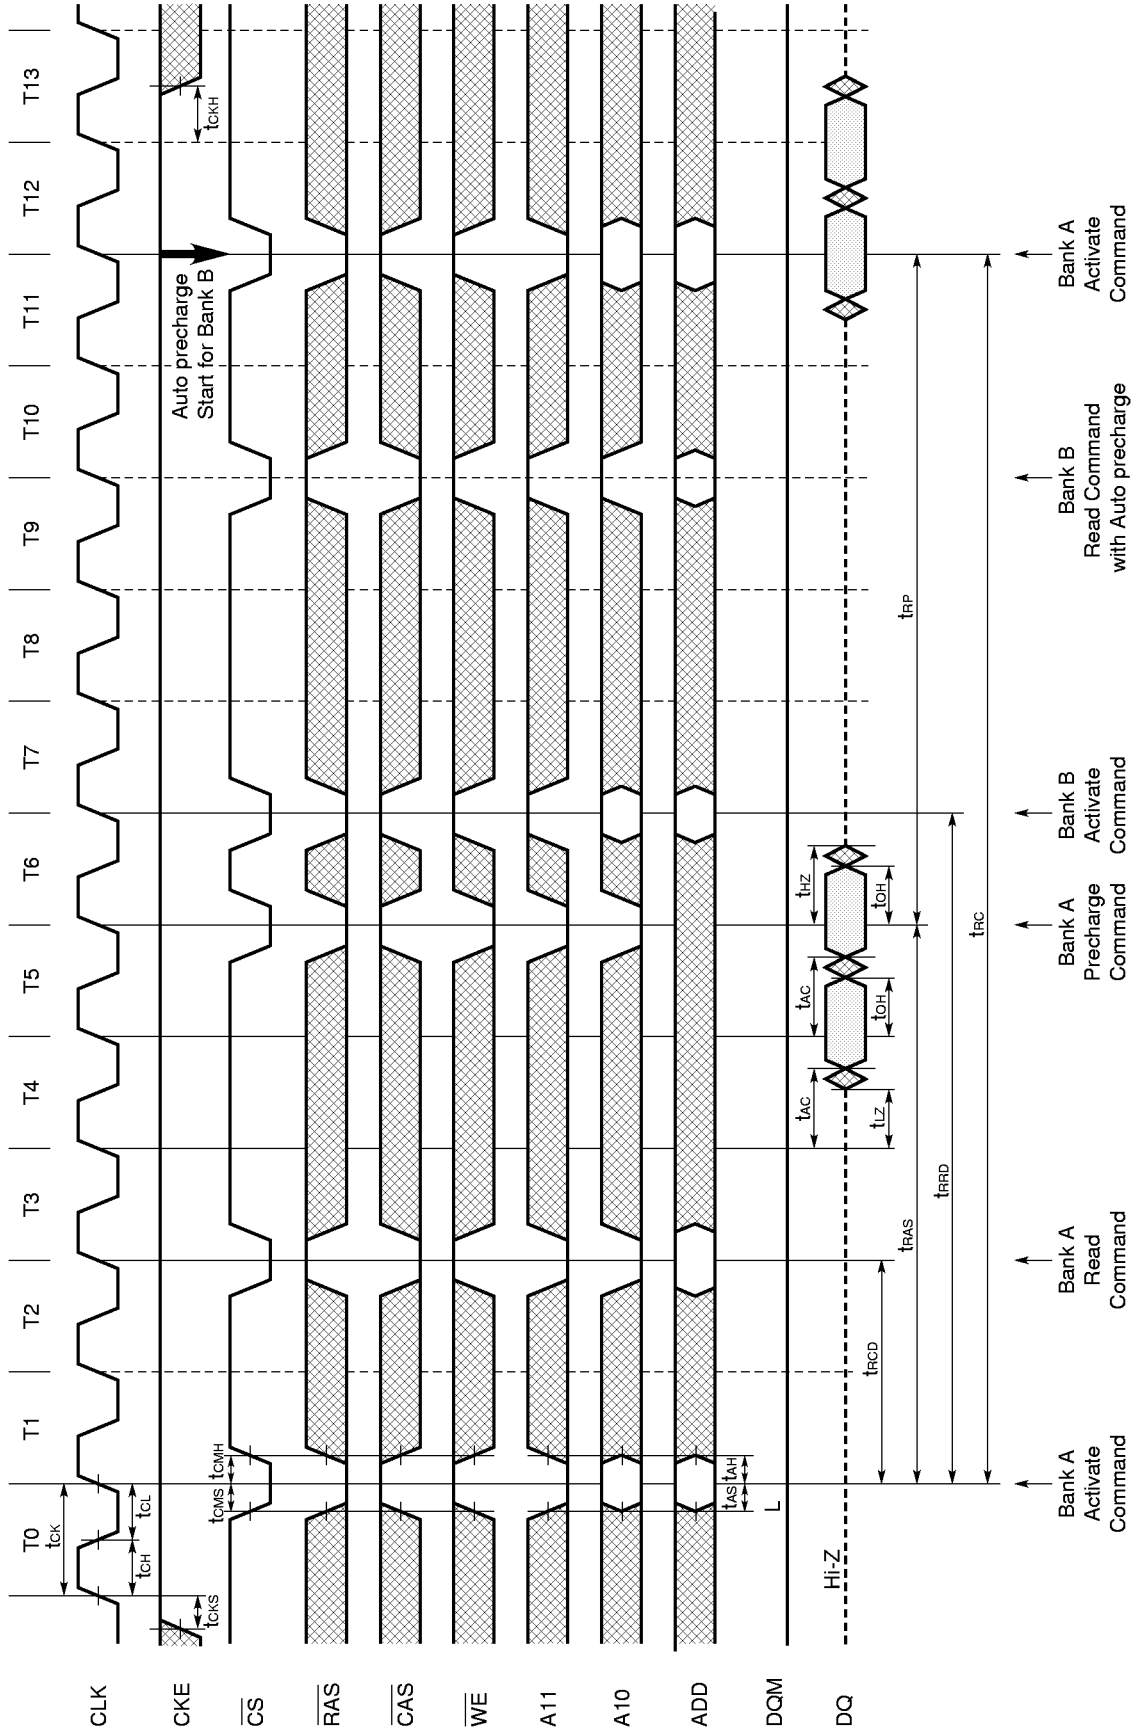 T0
T1
T2
T3
T4
T5
T6
T7
T8
T9
T10
T11
T12
T13
CLK
tCK
tCH
tCL
CKE
tCKS
tCKH
Auto precharge
Start for Bank B
CS
tCMS
tCMH
RAS
CAS
WE
A11
A10
ADD
tAS
tAH
DQM
L
DQ
Hi-Z
tAC
tAC
tHZ
tLZ
tOH
tOH
tRCD
tRAS
tRP
tRRD
tRC
Bank A
Activate
Command
Bank A
Read
Command
Bank A
Precharge
Command
Bank B
Activate
Command
Bank B
Read Command
with Auto precharge
Bank A
Activate
Command